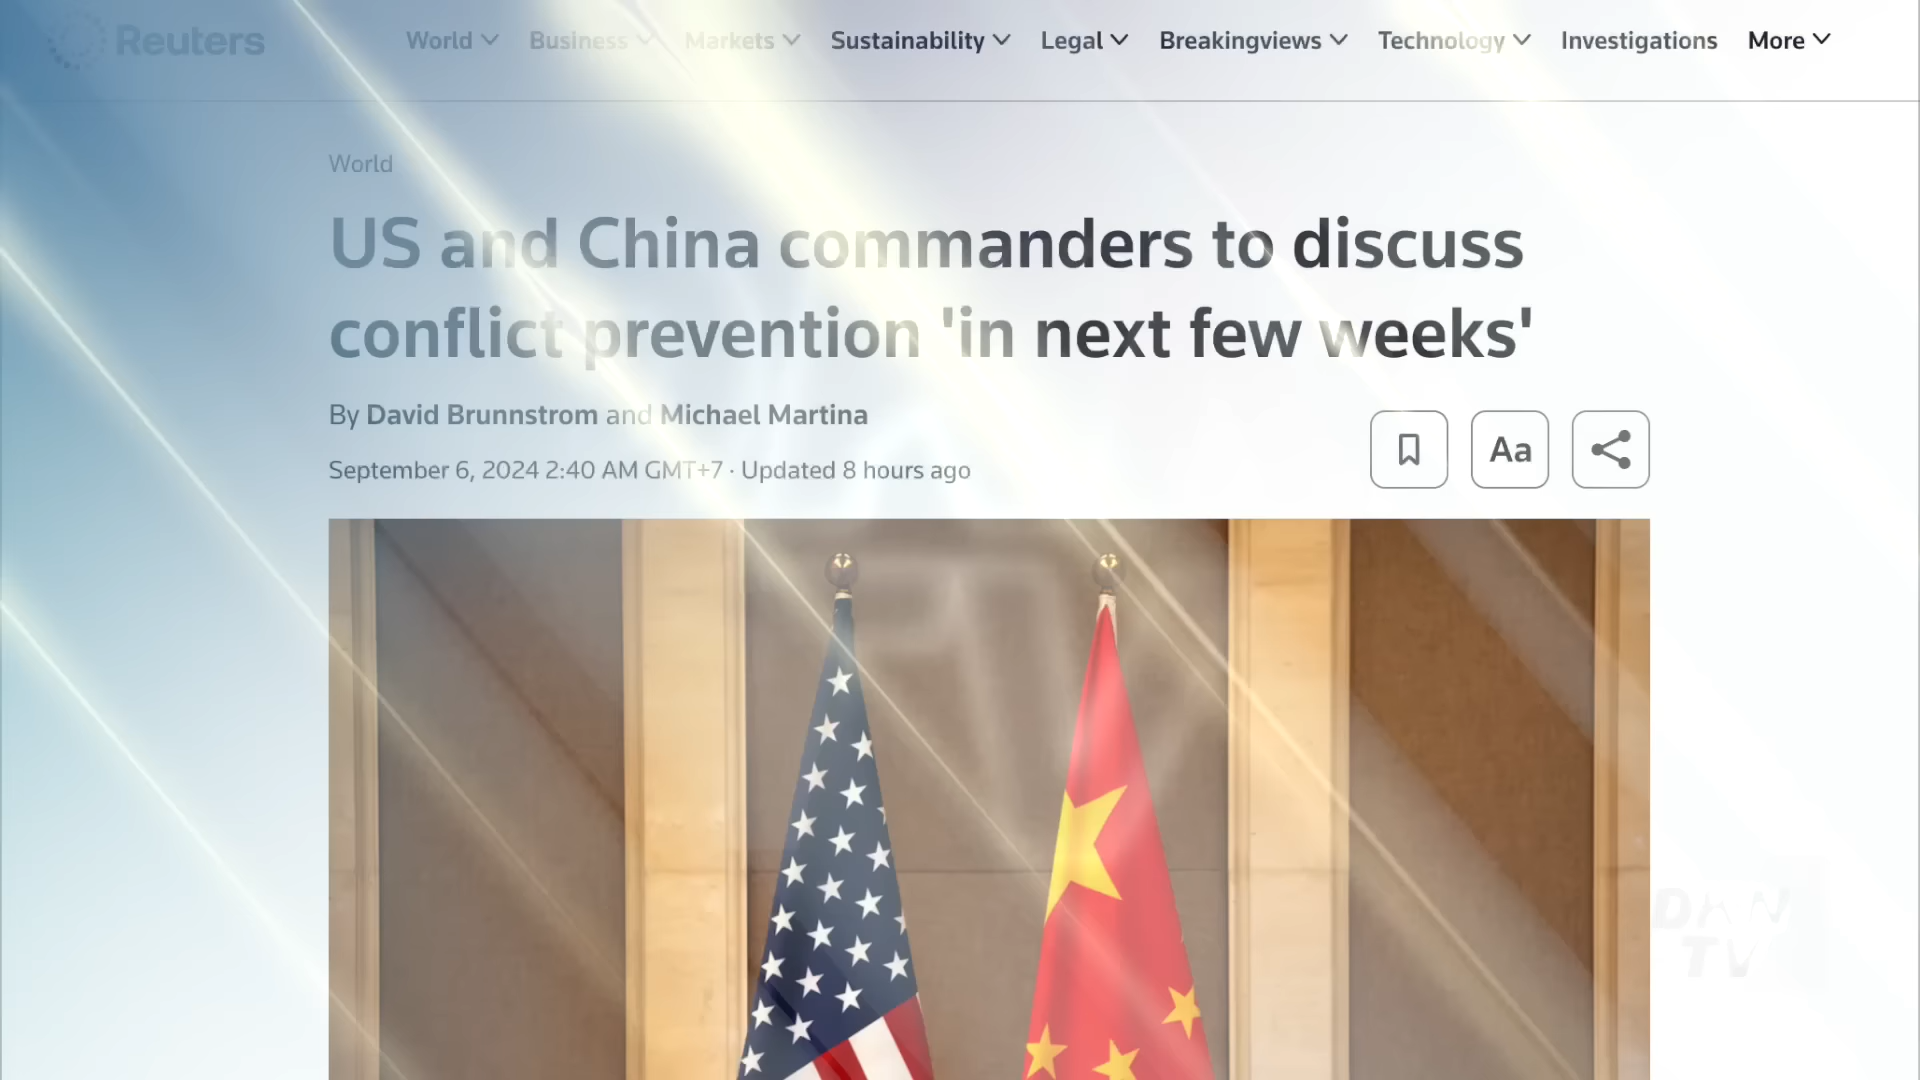 Reuters
World Business Markets Sustainability Legal Breakingviews Technology Investigations More
World
US and China commanders to discuss
conflict prevention 'in next few weeks'
By David Brunnstrom and Michael Martina
September 6, 2024 2:40 AM GMT+7 · Updated 8 hours ago
Aa
TV